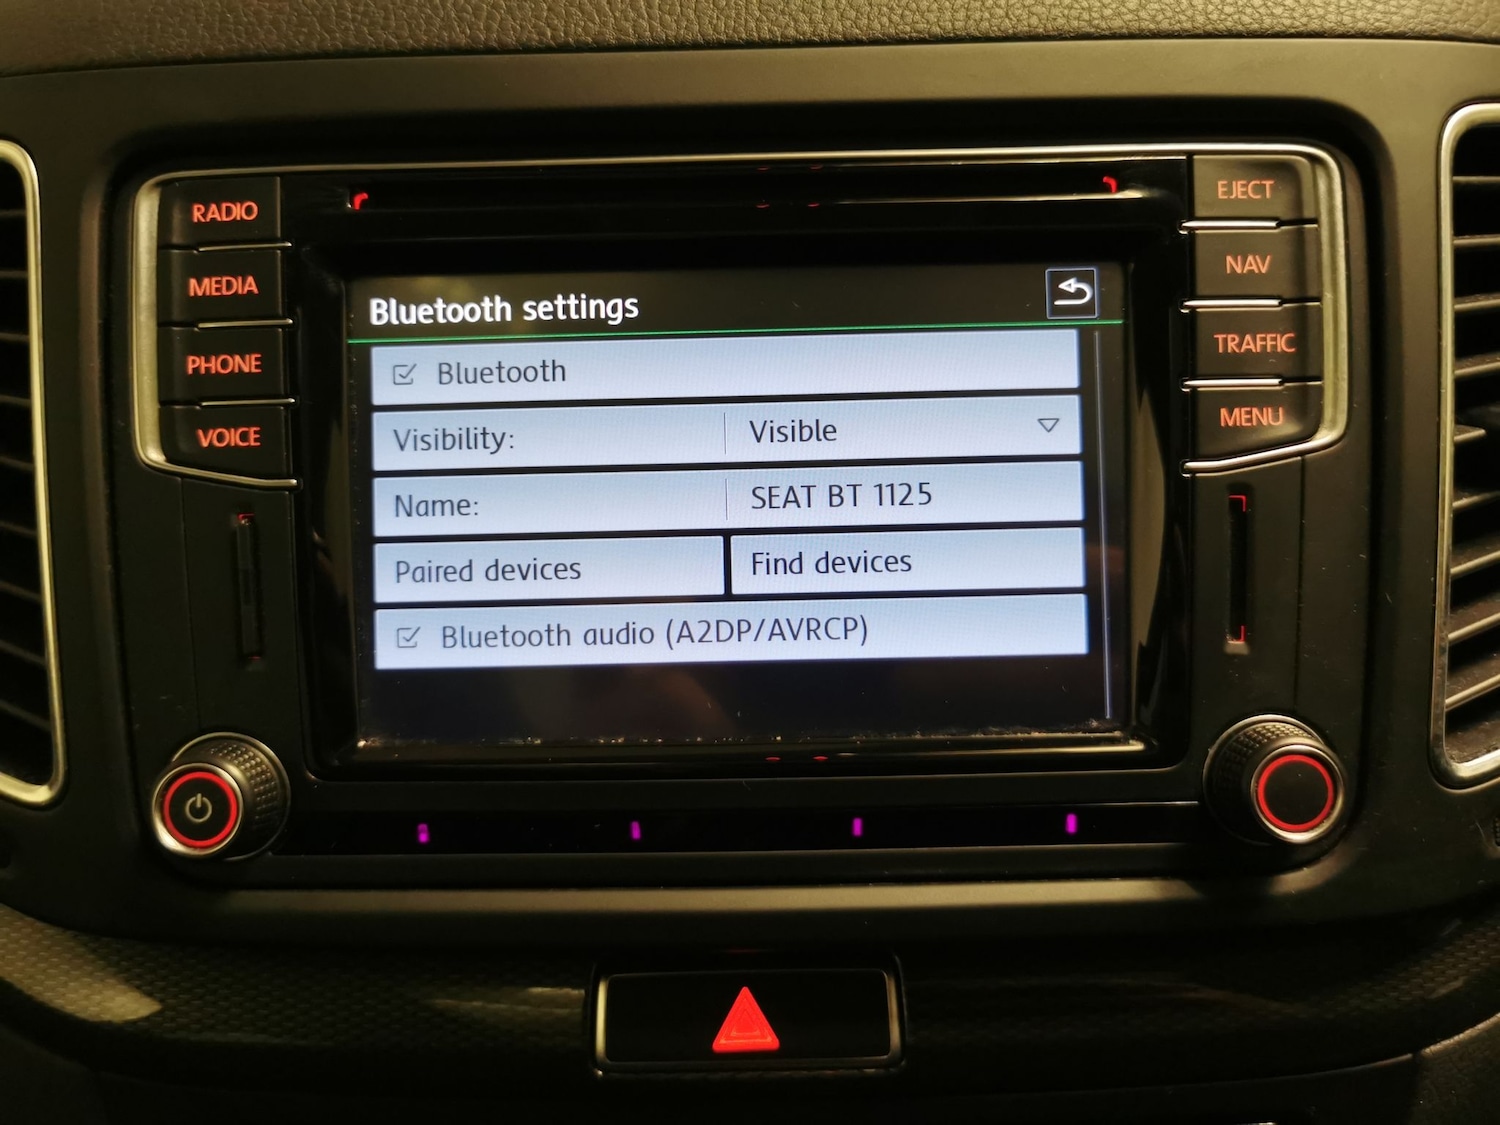 RADIO
MEDIA
PHONE
VOICE
Bluetooth settings
Bluetooth
Visibility: Visible
Name: SEAT BT 1125
Paired devices Find devices
Bluetooth audio (A2DP/AVRCP)
EJECT
NAV
TRAFFIC
MENU